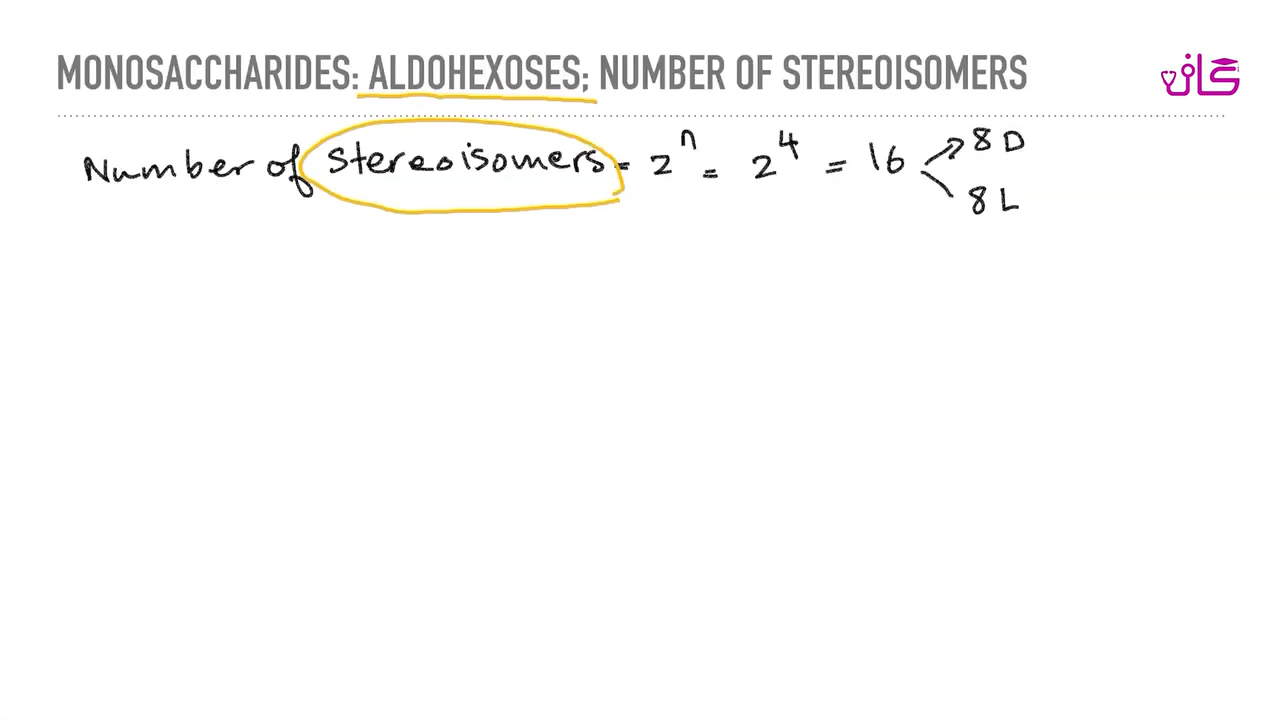 MONOSACCHARIDES: ALDOHEXOSES; NUMBER OF STEREOISOMERS
Number of stereoisomers = 2ⁿ = 2⁴ = 16
8 D
8 L